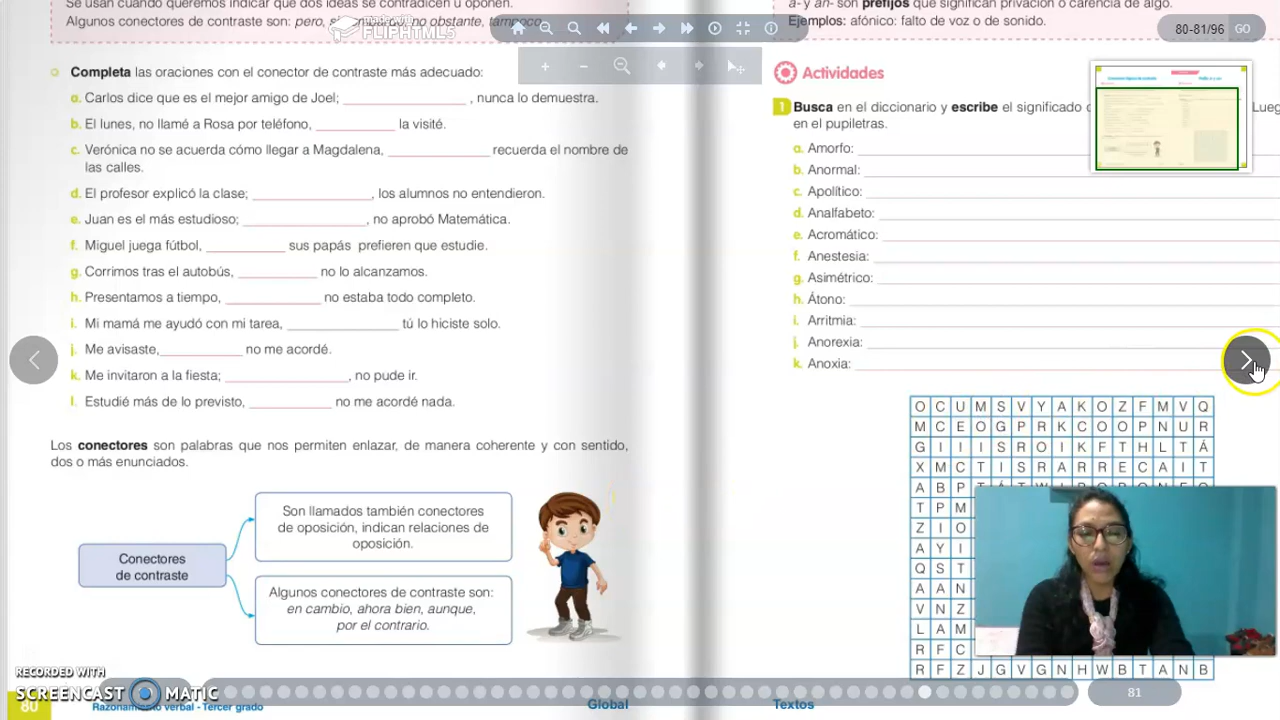 Se usan cuando queremos indicar que dos ideas se contradicen u oponen.
Algunos conectores de contraste son: pero, sin embargo, no obstante, tampoco.
made with
FLIPHTML5
Completa las oraciones con el conector de contraste más adecuado:
a. Carlos dice que es el mejor amigo de Joel; , nunca lo demuestra.
b. El lunes, no llamé a Rosa por teléfono, la visité.
c. Verónica no se acuerda cómo llegar a Magdalena, recuerda el nombre de
las calles.
d. El profesor explicó la clase; , los alumnos no entendieron.
e. Juan es el más estudioso; , no aprobó Matemática.
f. Miguel juega fútbol, sus papás prefieren que estudie.
g. Corrimos tras el autobús, no lo alcanzamos.
h. Presentamos a tiempo, no estaba todo completo.
i. Mi mamá me ayudó con mi tarea, tú lo hiciste solo.
j. Me avisaste, no me acordé.
k. Me invitaron a la fiesta; , no pude ir.
l. Estudié más de lo previsto, no me acordé nada.
Los conectores son palabras que nos permiten enlazar, de manera coherente y con sentido,
dos o más enunciados.
Conectores
de contraste
Son llamados también conectores
de oposición, indican relaciones de
oposición.
Algunos conectores de contraste son:
en cambio, ahora bien, aunque,
por el contrario.
80
Razonamiento verbal - Tercer grado
Global
a- y an- son prefijos que significan privación o carencia de algo.
Ejemplos: afónico: falto de voz o de sonido.
80-81/96 GO
Actividades
1 Busca en el diccionario y escribe el significado Lueg
en el pupiletras.
a. Amorfo:
b. Anormal:
c. Apolítico:
d. Analfabeto:
e. Acromático:
f. Anestesia:
g. Asimétrico:
h. Átono:
i. Arritmia:
j. Anorexia:
k. Anoxia:
O C U M S V Y A K O Z F M V Q
M C E O G P R K C O O P N U R
G I I I S R O I K F T H L T Á
X M C T I S R A R R E C A I T
A B P
T P M
Z I O
A Y I
Q S T
A A N
V N Z
L A M
R F C
R F Z J G V G N H W B T A N B
Textos
81
RECORDED WITH
SCREENCAST MATIC